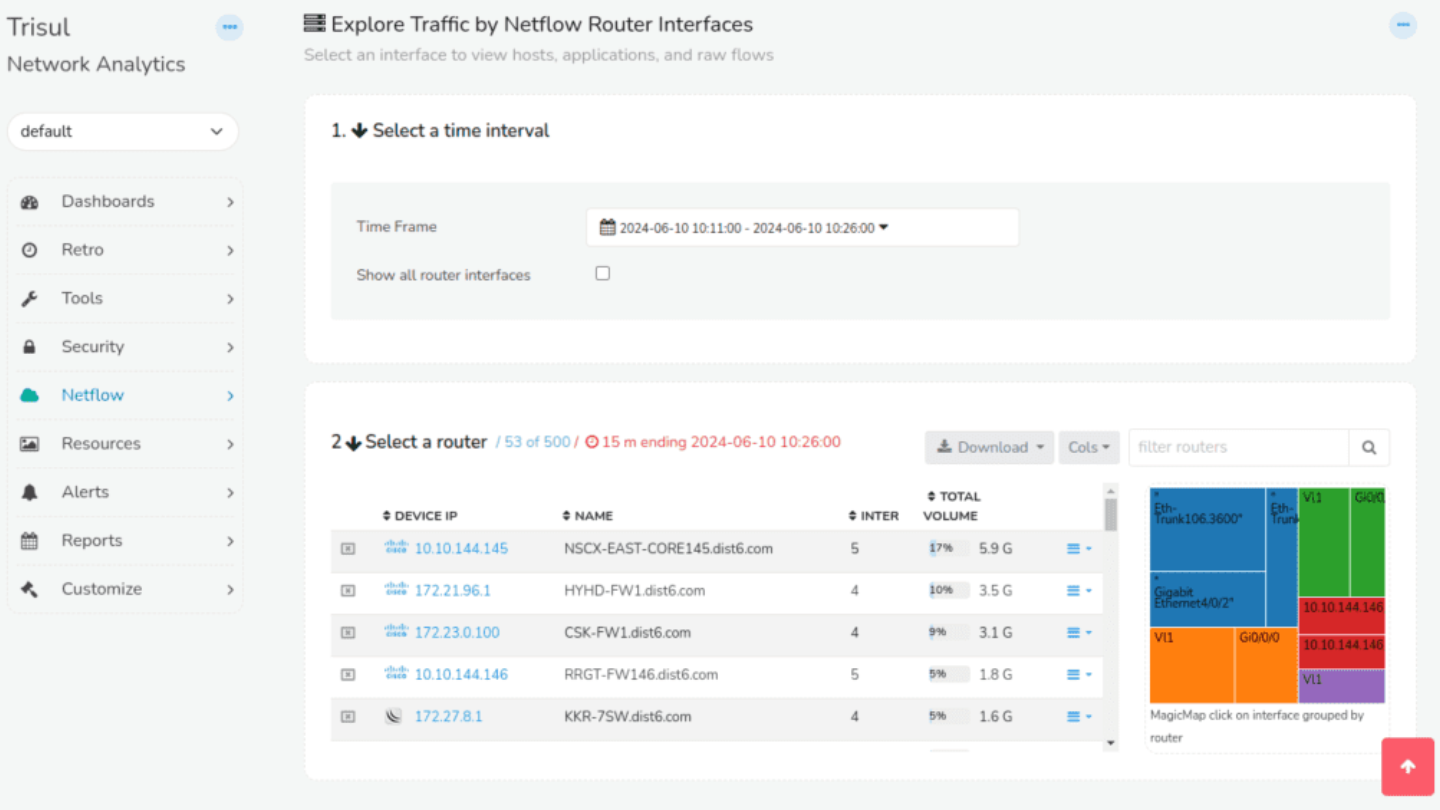 Trisul
Network Analytics
default
Dashboards
Retro
Tools
Security
Netflow
Resources
Alerts
Reports
Customize
Explore Traffic by Netflow Router Interfaces
Select an interface to view hosts, applications, and raw flows
1. Select a time interval
Time Frame
2024-06-10 10:11:00 - 2024-06-10 10:26:00
Show all router interfaces
2 Select a router / 53 of 500 / 15 m ending 2024-06-10 10:26:00
Download Cols filter routers
DEVICE IP NAME INTER TOTAL VOLUME
10.10.144.145 NSCX-EAST-CORE145.dist6.com 5 17% 5.9 G
172.21.96.1 HYHD-FW1.dist6.com 4 10% 3.5 G
172.23.0.100 CSK-FW1.dist6.com 4 9% 3.1 G
10.10.144.146 RRGT-FW146.dist6.com 5 5% 1.8 G
172.27.8.1 KKR-7SW.dist6.com 4 5% 1.6 G
"
Eth-
Trunk106.3600"
"
Eth-
Trunk
Vl1
Gi0/0/
"
Gigabit
Ethernet4/0/2"
10.10.144.146
Vl1
Gi0/0/0
10.10.144.146
Vl1
MagicMap click on interface grouped by
router